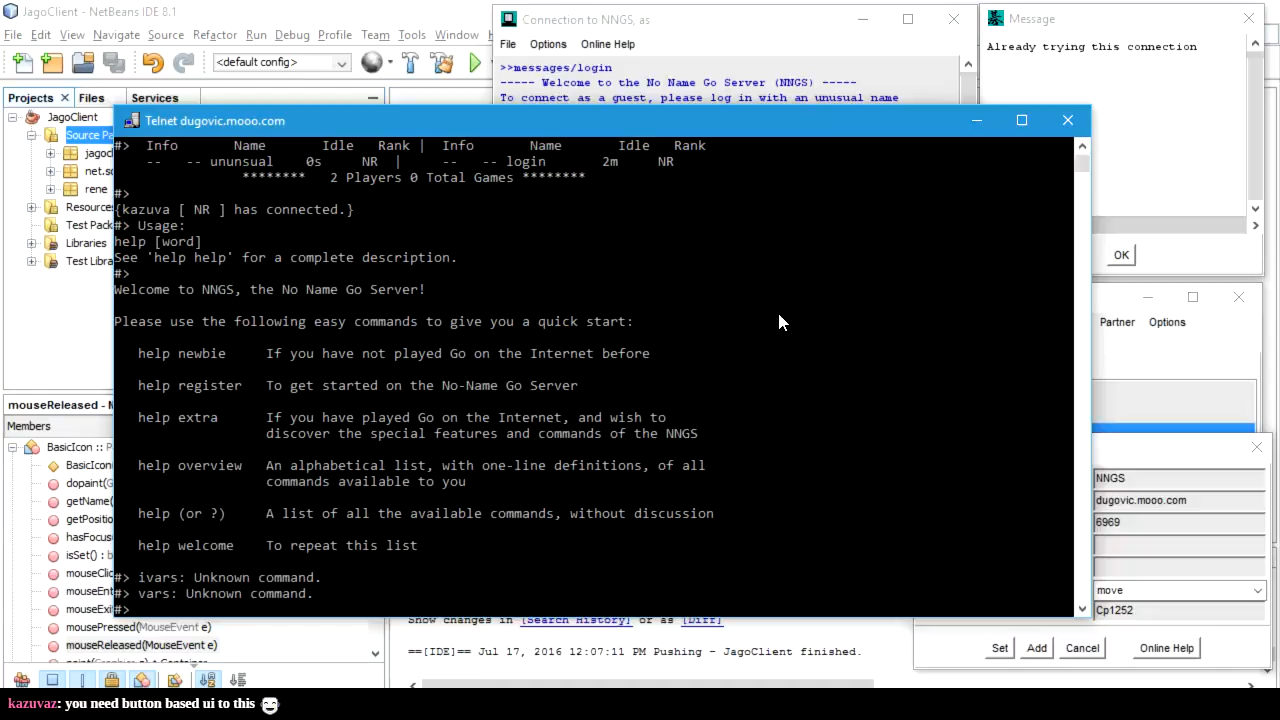 JagoClient - NetBeans IDE 8.1
File Edit View Navigate Source Refactor Run Debug Profile Team Tools Window
<default config>
Projects Files Services
JagoClient
Source Pa
jagoc
net.s
rene
Resource
Test Pack
Libraries
Test Libra
Connection to NNGS, as
File Options Online Help
>>messages/login
----- Welcome to the No Name Go Server (NNGS) -----
To connect as a guest, please log in with an unusual name
Message
Already trying this connection
OK
Telnet dugovic.mooo.com
#>  Info       Name       Idle   Rank |  Info       Name       Idle   Rank
--   -- ununsual    0s     NR  |     --   -- login       2m     NR
******** 2 Players 0 Total Games ********
#>
{kazuva [ NR ] has connected.}
#> Usage:
help [word]
See 'help help' for a complete description.
#>
Welcome to NNGS, the No Name Go Server!
Please use the following easy commands to give you a quick start:
help newbie     If you have not played Go on the Internet before
help register   To get started on the No-Name Go Server
help extra      If you have played Go on the Internet, and wish to
discover the special features and commands of the NNGS
help overview   An alphabetical list, with one-line definitions, of all
commands available to you
help (or ?)     A list of all the available commands, without discussion
help welcome    To repeat this list
#> ivars: Unknown command.
#> vars: Unknown command.
#>
Partner Options
NNGS
dugovic.mooo.com
6969
move
Cp1252
Set Add Cancel Online Help
mouseReleased - N
Members
BasicIcon :: P
BasicI
dopaint(G
getName(
getPositio
hasFocus
isSet() : b
mouseClic
mouseEnt
mouseExi
mousePressed(MouseEvent e)
mouseReleased(MouseEvent e)
Show changes in [Search History] or as [Diff]
==[IDE]== Jul 17, 2016 12:07:11 PM Pushing - JagoClient finished.
kazuvaz: you need button based ui to this